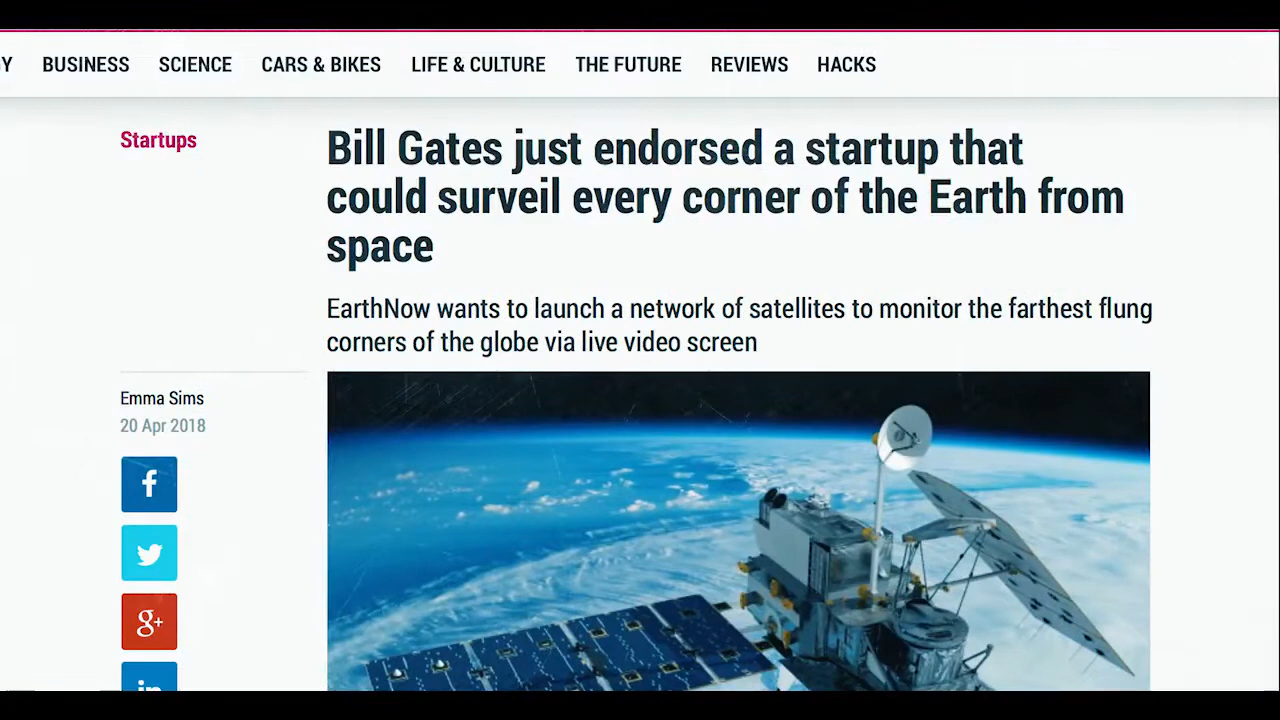 Y BUSINESS SCIENCE CARS & BIKES LIFE & CULTURE THE FUTURE REVIEWS HACKS
Startups
Bill Gates just endorsed a startup that
could surveil every corner of the Earth from
space
EarthNow wants to launch a network of satellites to monitor the farthest flung
corners of the globe via live video screen
Emma Sims
20 Apr 2018
f
g+
in